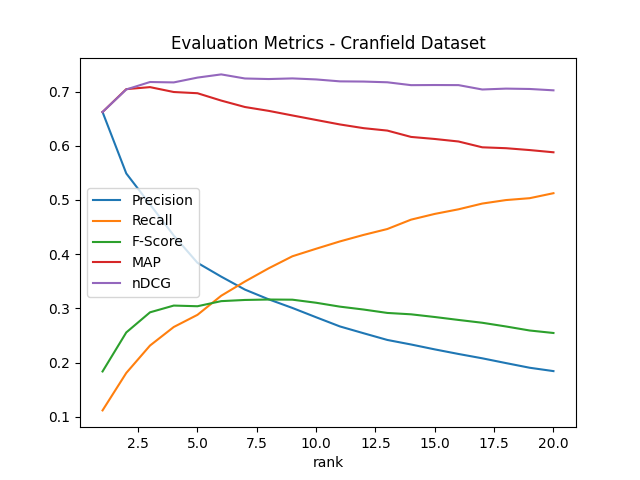 Evaluation Metrics - Cranfield Dataset
0.7
0.6
0.5
0.4
0.3
0.2
0.1
Precision
Recall
F-Score
MAP
nDCG
2.5 5.0 7.5 10.0 12.5 15.0 17.5 20.0
rank